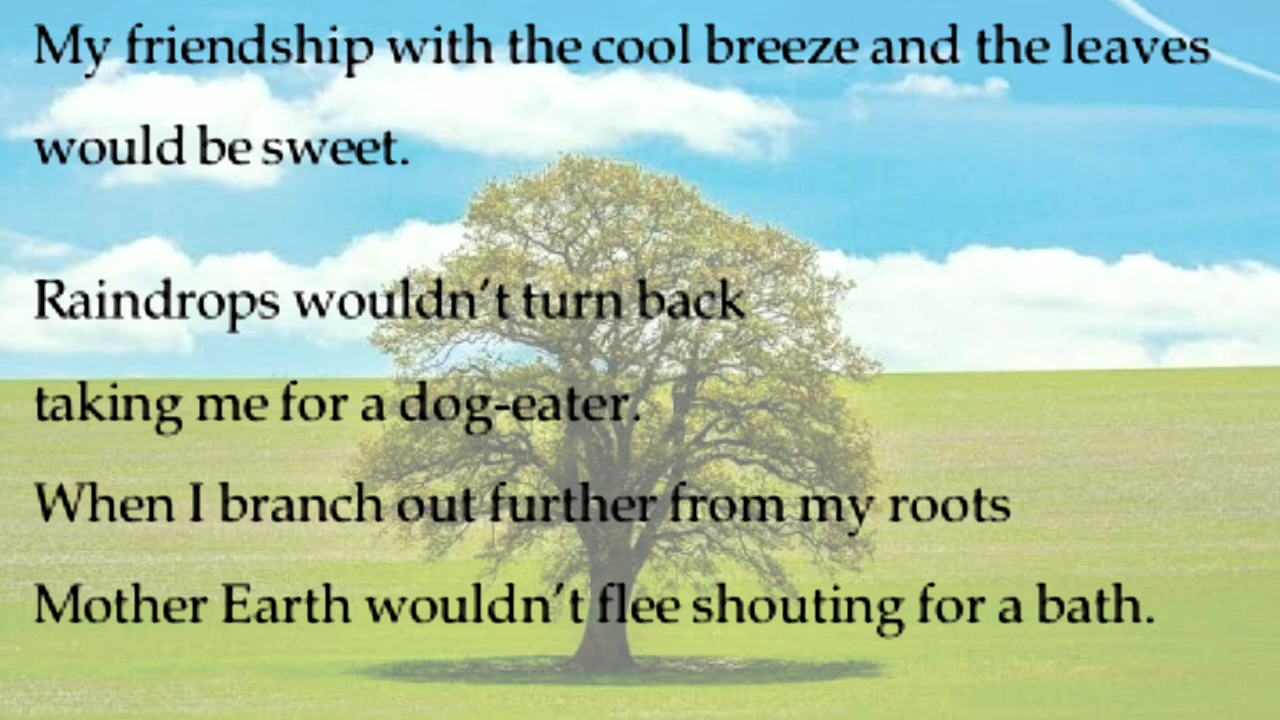 My friendship with the cool breeze and the leaves
would be sweet.
Raindrops wouldn’t turn back
taking me for a dog-eater.
When I branch out further from my roots
Mother Earth wouldn’t flee shouting for a bath.